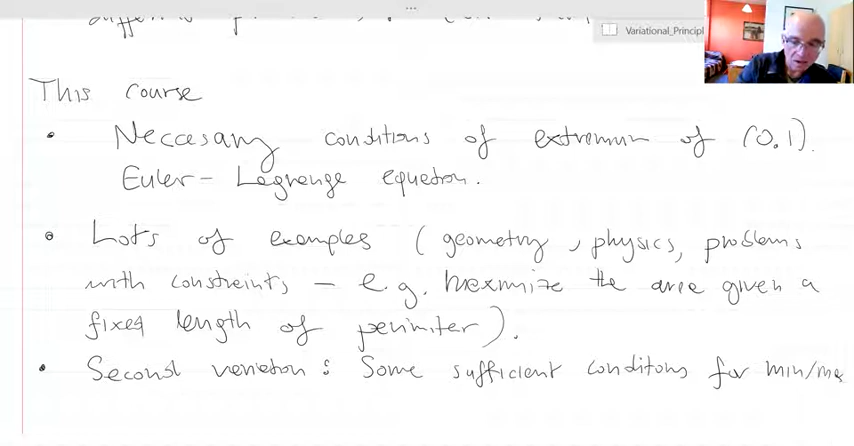 Variational_Principl
This course
• Neccesary conditions of extremum of (0.1).
Euler - Lagrange equation.
• Lots of examples (geometry, physics, problems
with constraints - e.g. maximize the area given a
fixed length of perimiter).
• Second variation: Some sufficient conditions for min/max